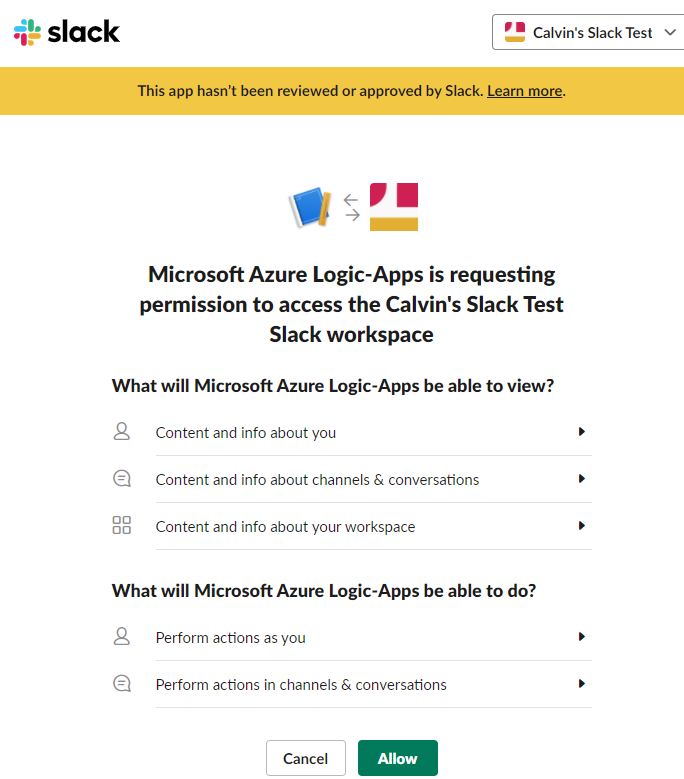 slack
Calvin's Slack Test
This app hasn't been reviewed or approved by Slack. Learn more.
Microsoft Azure Logic-Apps is requesting
permission to access the Calvin's Slack Test
Slack workspace
What will Microsoft Azure Logic-Apps be able to view?
Content and info about you
Content and info about channels & conversations
Content and info about your workspace
What will Microsoft Azure Logic-Apps be able to do?
Perform actions as you
Perform actions in channels & conversations
Cancel
Allow